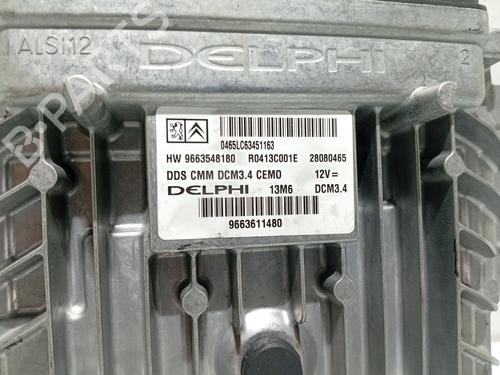 ALSi12
DELPHI
2
0465LC63451163
HW 9663548180 R0413C001E 28080465
DDS CMM DCM3.4 CEMO 12V=
DELPHI 13M6 DCM3.4
9663611480
B-PARTS